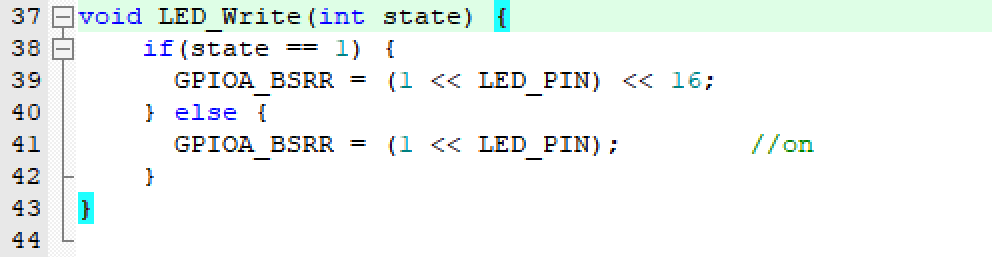 37 void LED_Write(int state) {
38     if(state == 1) {
39       GPIOA_BSRR = (1 << LED_PIN) << 16;
40     } else {
41       GPIOA_BSRR = (1 << LED_PIN);        //on
42     }
43 }
44